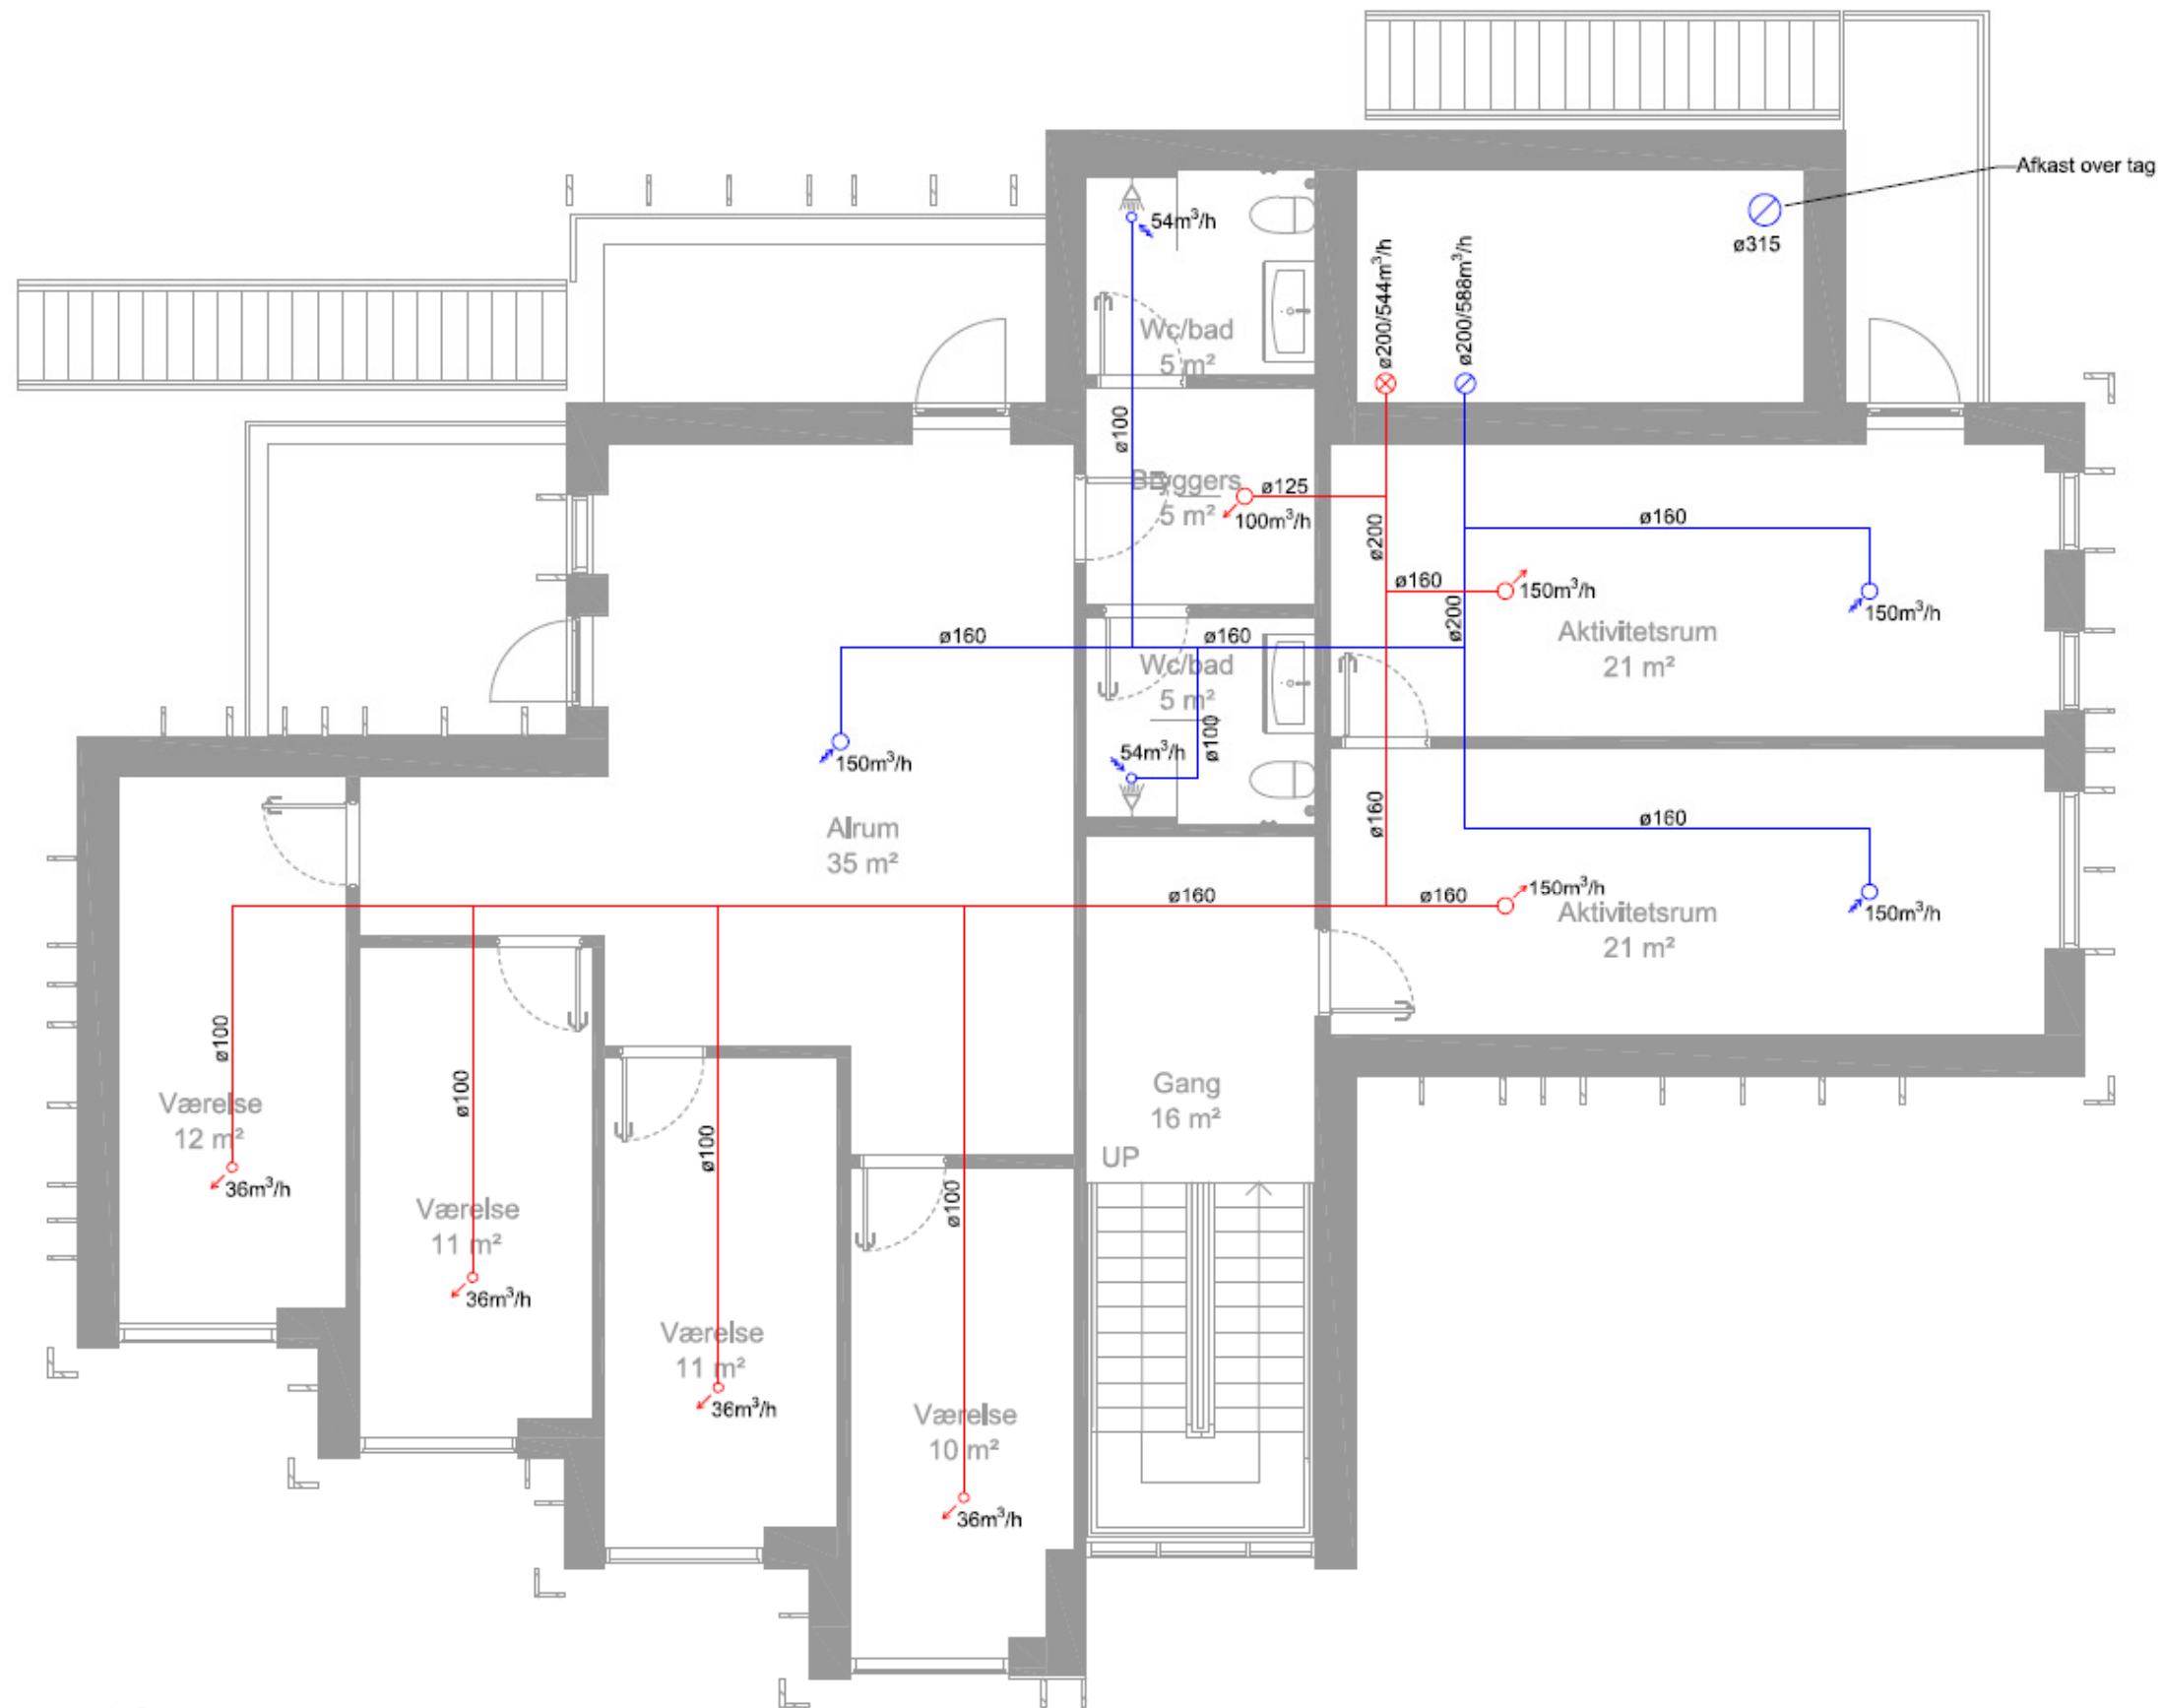 Afkast over tag
54m³/h
ø315
ø200/544m³/h
ø200/588m³/h
Wc/bad
5 m²
ø100
Bryggers
5 m²
ø125
100m³/h
ø200
ø160
ø160
150m³/h
150m³/h
ø200
Aktivitetsrum
21 m²
ø160
ø160
Wc/bad
5 m²
ø100
54m³/h
150m³/h
Alrum
35 m²
ø160
ø160
ø160
ø160
150m³/h
150m³/h
Aktivitetsrum
21 m²
ø100
ø100
ø100
ø100
Værelse
12 m²
36m³/h
Gang
16 m²
UP
Værelse
11 m²
36m³/h
Værelse
11 m²
36m³/h
Værelse
10 m²
36m³/h